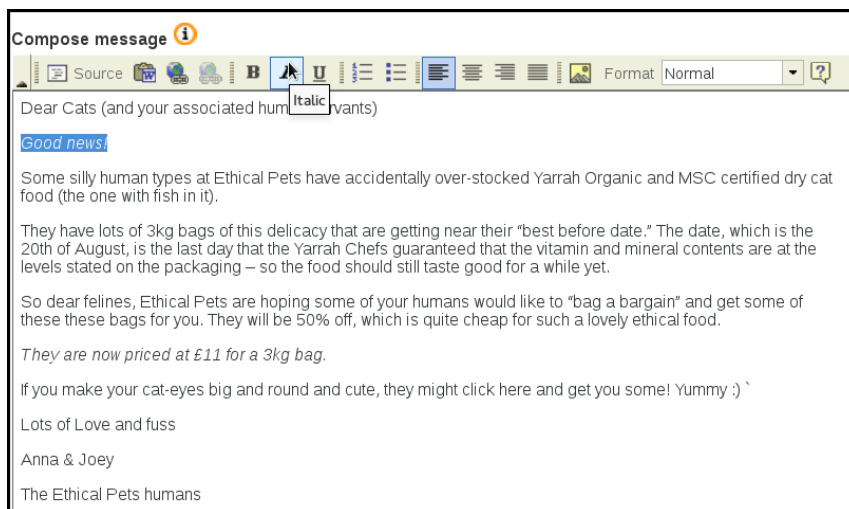 Compose message i
Source B A U Format Normal ?
Italic
Dear Cats (and your associated hum vants)
Good news!
Some silly human types at Ethical Pets have accidentally over-stocked Yarrah Organic and MSC certified dry cat
food (the one with fish in it).
They have lots of 3kg bags of this delicacy that are getting near their “best before date.” The date, which is the
20th of August, is the last day that the Yarrah Chefs guaranteed that the vitamin and mineral contents are at the
levels stated on the packaging – so the food should still taste good for a while yet.
So dear felines, Ethical Pets are hoping some of your humans would like to “bag a bargain” and get some of
these these bags for you. They will be 50% off, which is quite cheap for such a lovely ethical food.
They are now priced at £11 for a 3kg bag.
If you make your cat-eyes big and round and cute, they might click here and get you some! Yummy :) `
Lots of Love and fuss
Anna & Joey
The Ethical Pets humans